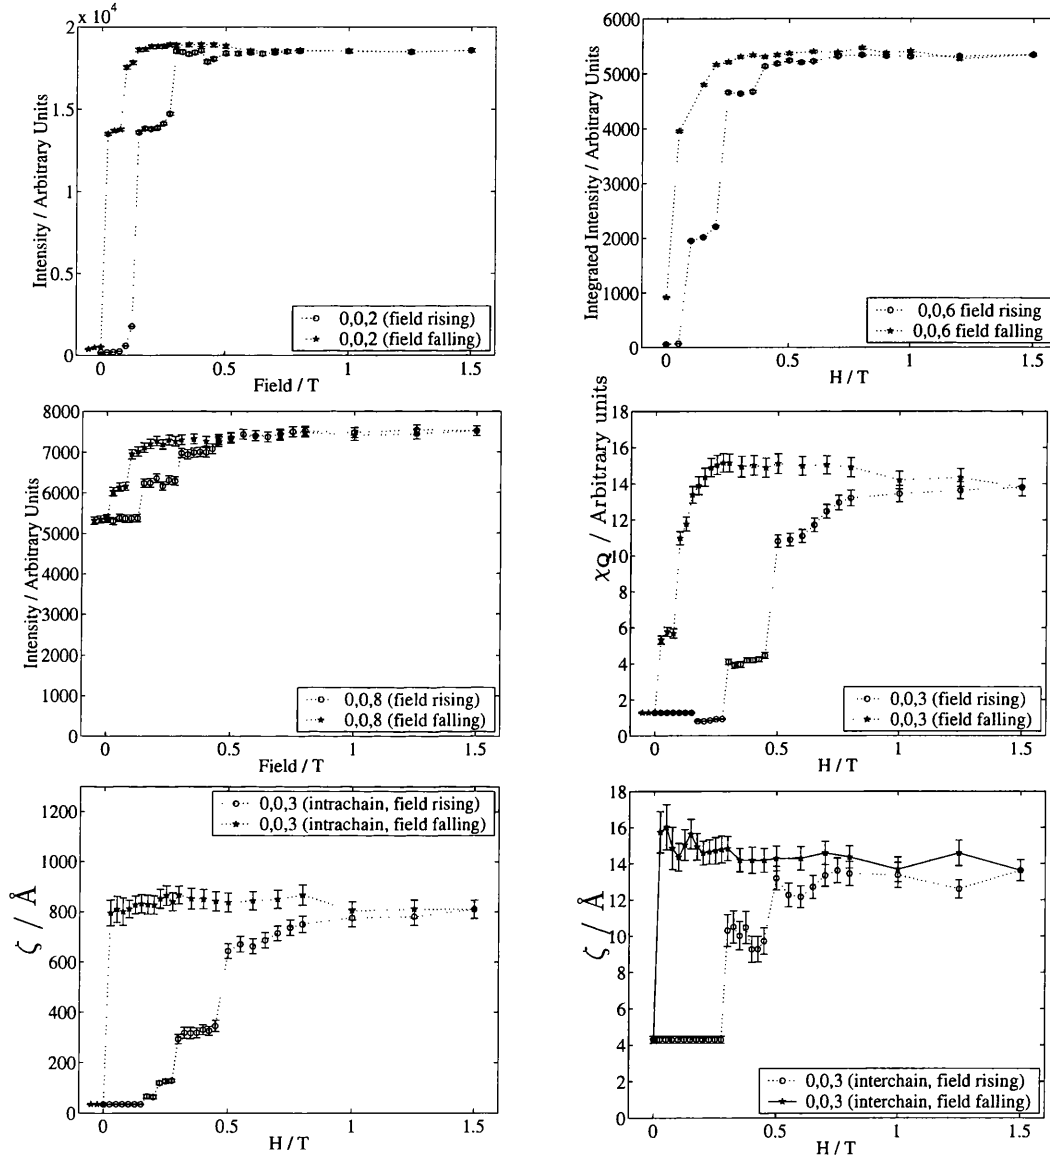 x 10⁴
2
1.5
1
0.5
0
0
0.5
1
1.5
Intensity / Arbitrary Units
Field / T
0,0,2 (field rising)
0,0,2 (field falling)
6000
5000
4000
3000
2000
1000
0
0
0.5
1
1.5
Integrated Intensity / Arbitrary Units
H / T
0,0,6 field rising
0,0,6 field falling
8000
7000
6000
5000
4000
3000
2000
1000
0
0
0.5
1
1.5
Intensity / Arbitrary Units
Field / T
0,0,8 (field rising)
0,0,8 (field falling)
18
16
14
12
10
8
6
4
2
0
0
0.5
1
1.5
χQ / Arbitrary units
H / T
0,0,3 (field rising)
0,0,3 (field falling)
1200
1000
800
600
400
200
0
0
0.5
1
1.5
ζ / Å
H / T
0,0,3 (intrachain, field rising)
0,0,3 (intrachain, field falling)
18
16
14
12
10
8
6
4
2
0
0
0.5
1
1.5
ζ / Å
H / T
0,0,3 (interchain, field rising)
0,0,3 (interchain, field falling)